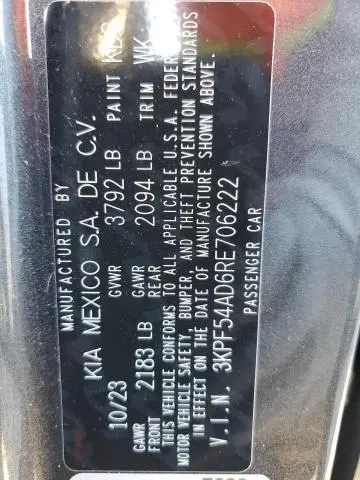 MANUFACTURED BY
KIA MEXICO S.A. DE C.V.
10/23 GVWR 3792 LB PAINT
GAWR FRONT 2183 LB GAWR REAR 2094 LB TRIM WK
THIS VEHICLE CONFORMS TO ALL APPLICABLE U.S.A. FEDERAL
MOTOR VEHICLE SAFETY, BUMPER, AND THEFT PREVENTION STANDARDS
IN EFFECT ON THE DATE OF MANUFACTURE SHOWN ABOVE.
V.I.N. 3KPF54AD6RE706222
PASSENGER CAR